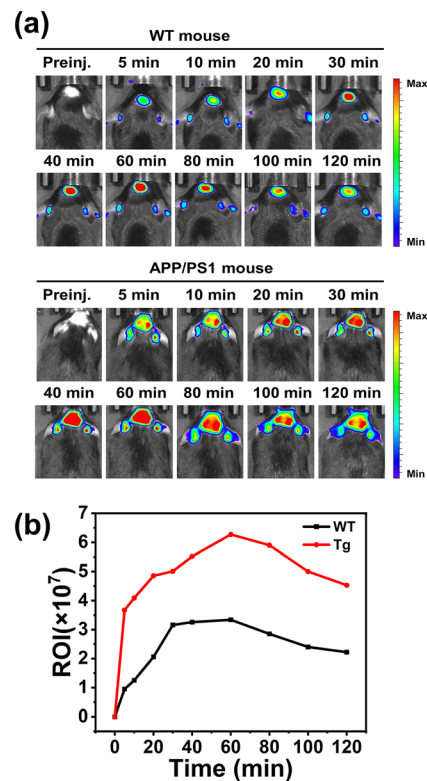 (a)
WT mouse
Preinj. 5 min 10 min 20 min 30 min
Max
40 min 60 min 80 min 100 min 120 min
Min
APP/PS1 mouse
Preinj. 5 min 10 min 20 min 30 min
Max
40 min 60 min 80 min 100 min 120 min
Min
(b)
7
WT
6
Tg
5
4
3
2
1
0
ROI(×10⁷)
0 20 40 60 80 100 120
Time (min)